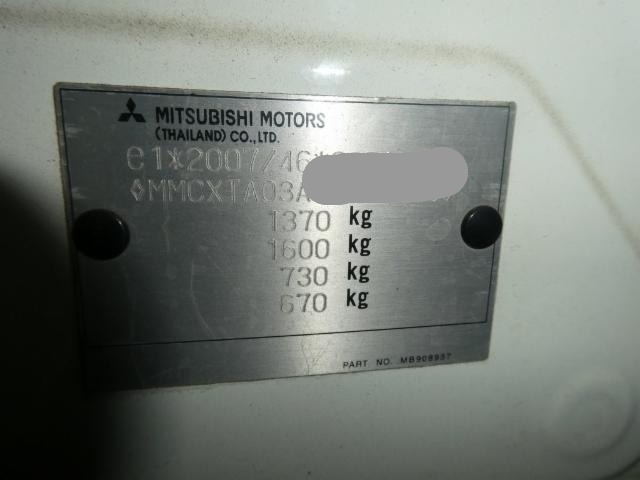 MITSUBISHI MOTORS
(THAILAND) CO.,LTD.
e1*2007/46*
◊MMCXTA03A
1370 kg
1600 kg
730 kg
670 kg
PART NO. MB908937